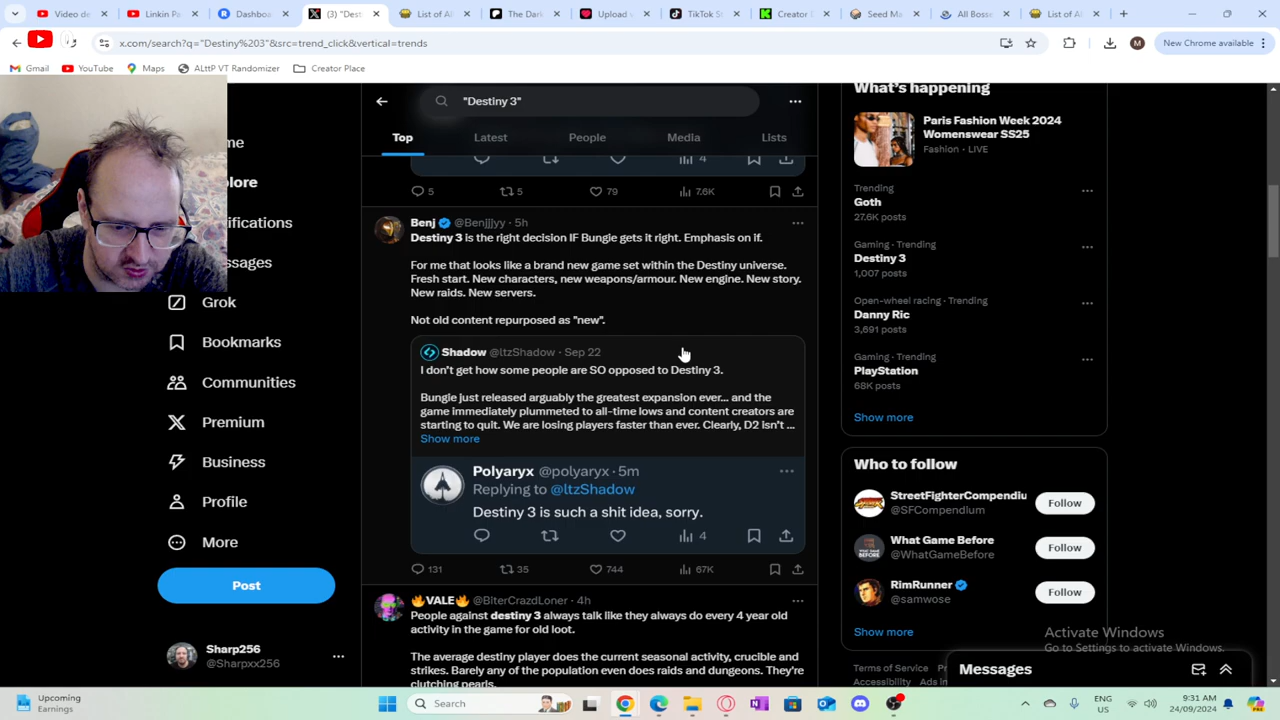 Video de
Linkin Pa
Dashboa
(3) "Dest
List of Al
The Dark
Upload v
TikTok St
Creator D
Seed Ma
All Bosse
List of Al
x.com/search?q="Destiny%203"&src=trend_click&vertical=trends
M
New Chrome available
Gmail
YouTube
Maps
ALttP VT Randomizer
Creator Place
"Destiny 3"
Top
Latest
People
Media
Lists
me
plore
ifications
ssages
Grok
Bookmarks
Communities
Premium
Business
Profile
More
Post
Sharp256
@Sharpxx256
4
5
5
79
7.6K
Benj @Benjjjyy · 5h
Destiny 3 is the right decision IF Bungie gets it right. Emphasis on if.
For me that looks like a brand new game set within the Destiny universe.
Fresh start. New characters, new weapons/armour. New engine. New story.
New raids. New servers.
Not old content repurposed as "new".
Shadow @ltzShadow · Sep 22
I don't get how some people are SO opposed to Destiny 3.
Bungie just released arguably the greatest expansion ever... and the
game immediately plummeted to all-time lows and content creators are
starting to quit. We are losing players faster than ever. Clearly, D2 isn't ...
Show more
Polyaryx @polyaryx · 5m
Replying to @ltzShadow
Destiny 3 is such a shit idea, sorry.
4
131
35
744
67K
VALE @BiterCrazdLoner · 4h
People against destiny 3 always talk like they always do every 4 year old
activity in the game for old loot.
The average destiny player does the current seasonal activity, crucible and
strikes. Barely any of the population even does raids and dungeons. They're
clutching pearls.
What's happening
Paris Fashion Week 2024
Womenswear SS25
Fashion · LIVE
Trending
Goth
27.6K posts
Gaming · Trending
Destiny 3
1,007 posts
Open-wheel racing · Trending
Danny Ric
3,691 posts
Gaming · Trending
PlayStation
68K posts
Show more
Who to follow
StreetFighterCompendiu
@SFCompendium
Follow
What Game Before
@WhatGameBefore
Follow
RimRunner
@samwose
Follow
Show more
Activate Windows
Go to Settings to activate Windows.
Terms of Service
Accessibility
Messages
Upcoming
Earnings
Search
ENG
US
9:31 AM
24/09/2024